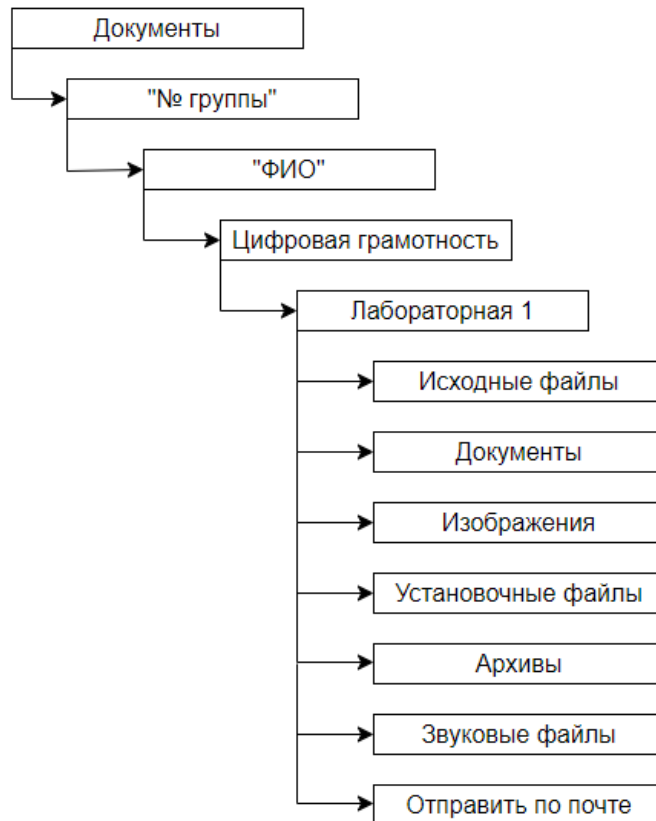 Документы
"№ группы"
"ФИО"
Цифровая грамотность
Лабораторная 1
Исходные файлы
Документы
Изображения
Установочные файлы
Архивы
Звуковые файлы
Отправить по почте